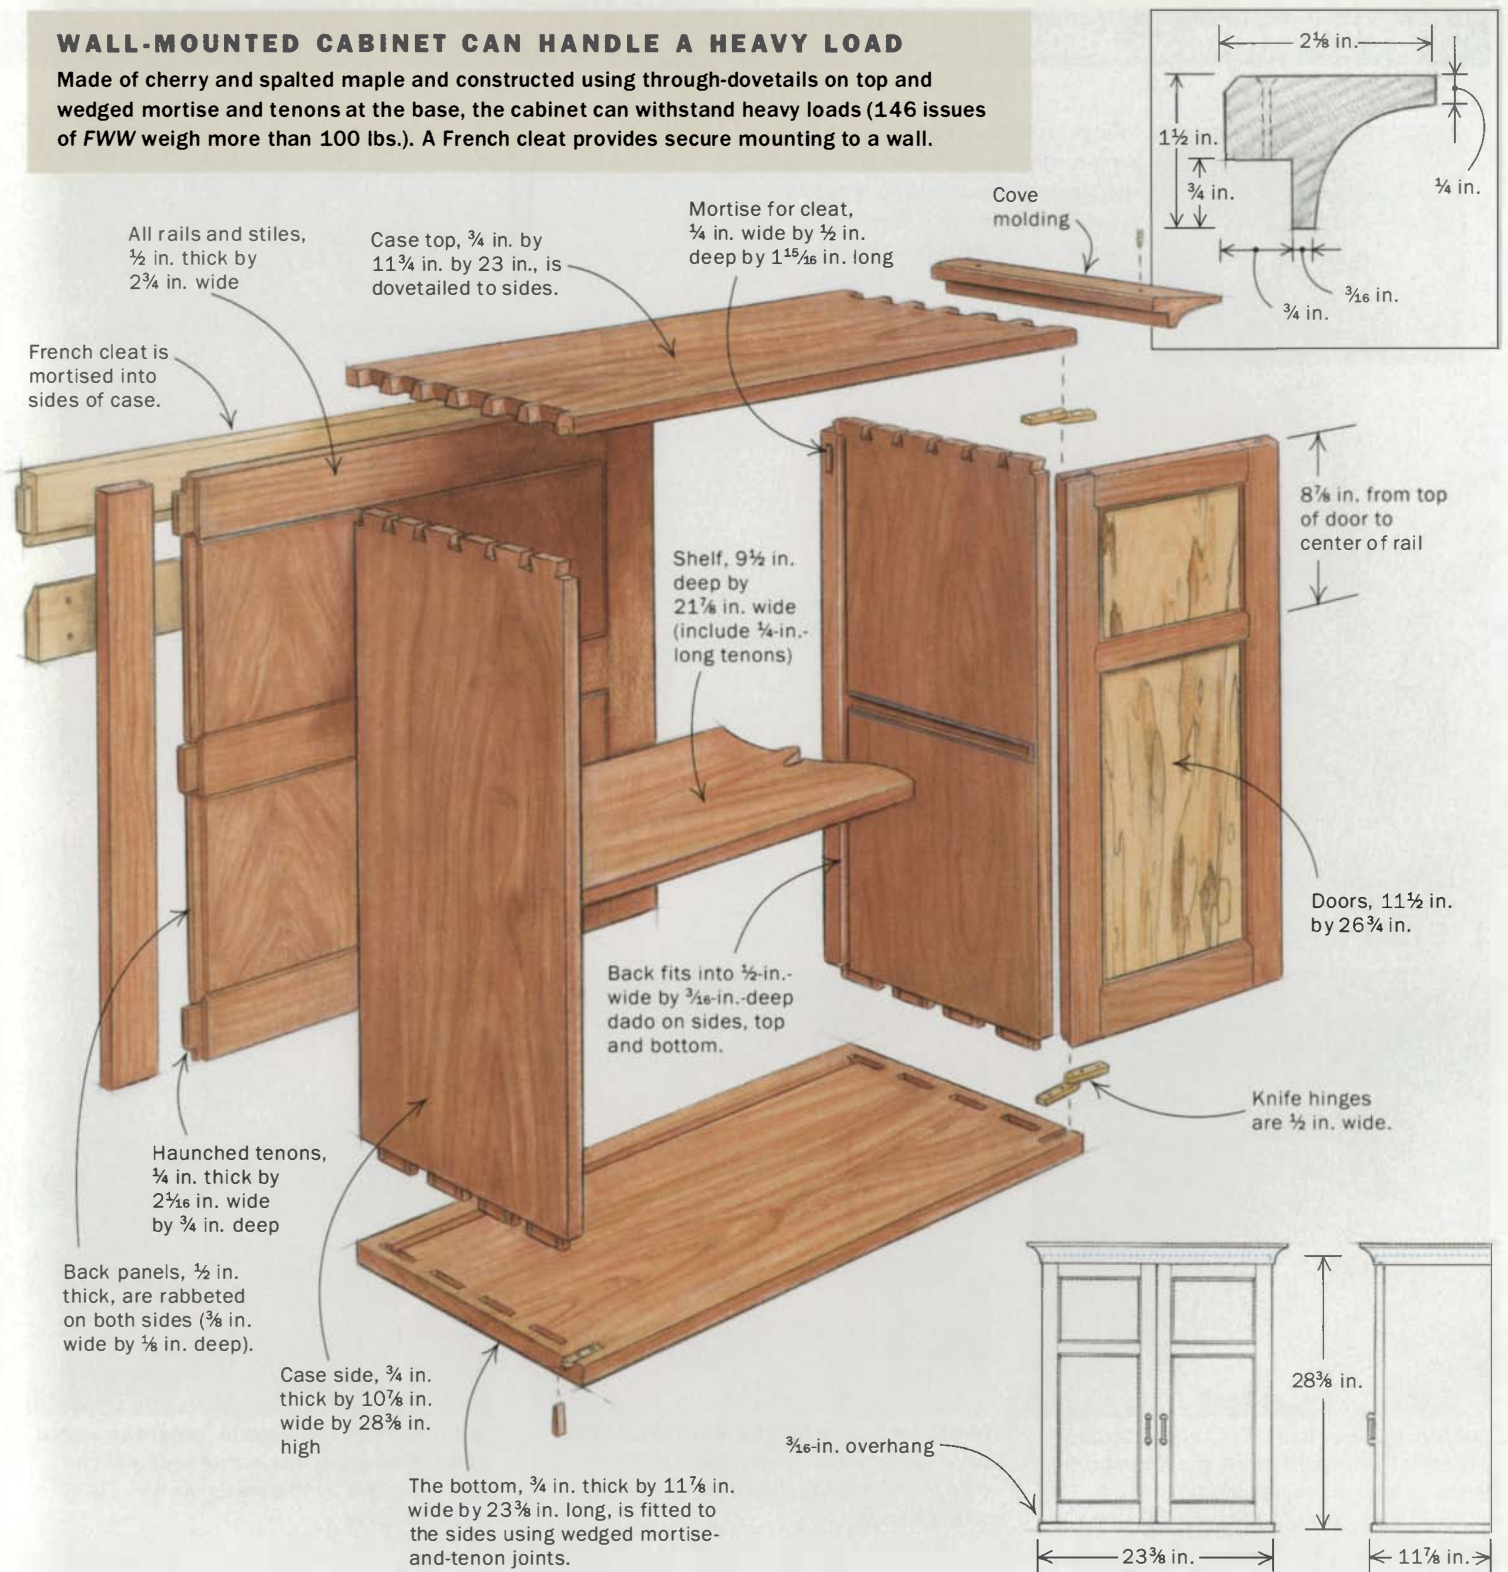 WALL-MOUNTED CABINET CAN HANDLE A HEAVY LOAD
Made of cherry and spalted maple and constructed using through-dovetails on top and
wedged mortise and tenons at the base, the cabinet can withstand heavy loads (146 issues
of FWW weigh more than 100 lbs.). A French cleat provides secure mounting to a wall.
2⅛ in.
1½ in.
¾ in.
¼ in.
3⁄16 in.
¾ in.
All rails and stiles,
½ in. thick by
2¾ in. wide
Case top, ¾ in. by
11¾ in. by 23 in., is
dovetailed to sides.
Mortise for cleat,
¼ in. wide by ½ in.
deep by 1 15⁄16 in. long
Cove
molding
French cleat is
mortised into
sides of case.
8⅞ in. from top
of door to
center of rail
Shelf, 9½ in.
deep by
21⅞ in. wide
(include ¼-in.-
long tenons)
Doors, 11½ in.
by 26¾ in.
Back fits into ½-in.-
wide by 3⁄16-in.-deep
dado on sides, top
and bottom.
Knife hinges
are ½ in. wide.
Haunched tenons,
¼ in. thick by
2 1⁄16 in. wide
by ¾ in. deep
Back panels, ½ in.
thick, are rabbeted
on both sides (⅜ in.
wide by ⅛ in. deep).
Case side, ¾ in.
thick by 10⅞ in.
wide by 28⅜ in.
high
The bottom, ¾ in. thick by 11⅞ in.
wide by 23⅜ in. long, is fitted to
the sides using wedged mortise-
and-tenon joints.
3⁄16-in. overhang
28⅜ in.
23⅜ in.
11⅞ in.